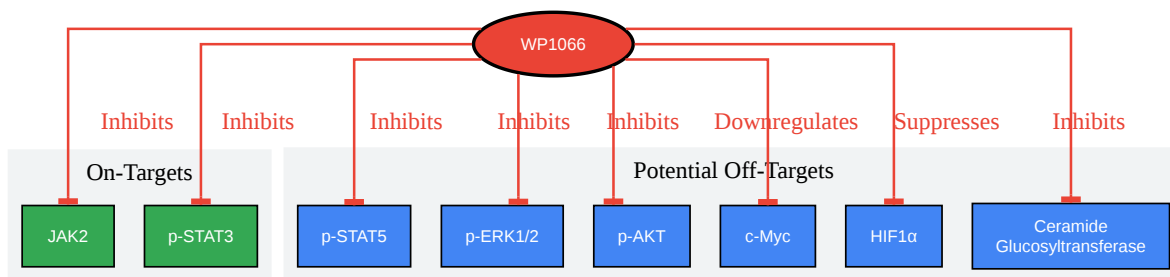 WP1066
Inhibits
Inhibits
Inhibits
Inhibits
Inhibits
Downregulates
Suppresses
Inhibits
On-Targets
Potential Off-Targets
JAK2
p-STAT3
p-STAT5
p-ERK1/2
p-AKT
c-Myc
HIF1α
Ceramide
Glucosyltransferase